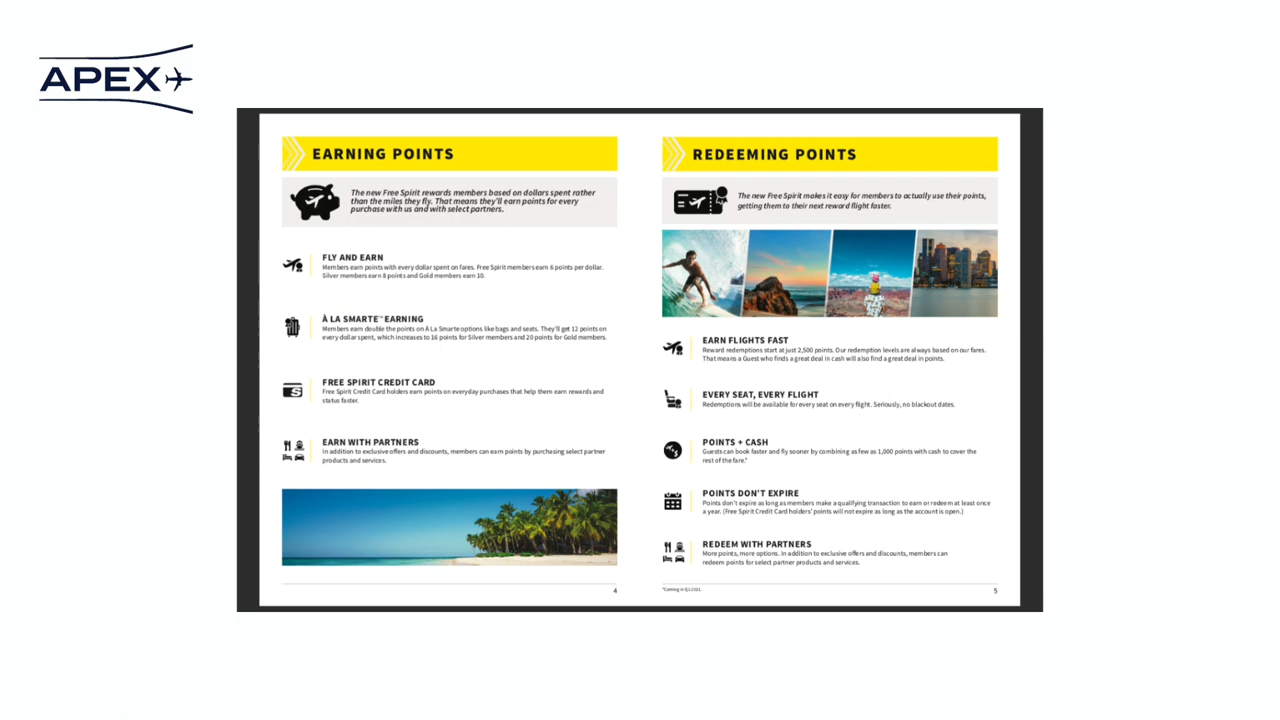 APEX
EARNING POINTS
The new Free Spirit rewards members based on dollars spent rather
than the miles they fly. That means they'll earn points for every
purchase with us and with select partners.
FLY AND EARN
Members earn points with every dollar spent on fares. Free Spirit members earn 6 points per dollar.
Silver members earn 8 points and Gold members earn 10.
À LA SMARTE™ EARNING
Members earn double the points on À La Smarte options like bags and seats. They'll get 12 points on
every dollar spent, which increases to 16 points for Silver members and 20 points for Gold members.
FREE SPIRIT CREDIT CARD
Free Spirit Credit Card holders earn points on everyday purchases that help them earn rewards and
status faster.
EARN WITH PARTNERS
In addition to exclusive offers and discounts, members can earn points by purchasing select partner
products and services.
4
REDEEMING POINTS
The new Free Spirit makes it easy for members to actually use their points,
getting them to their next reward flight faster.
EARN FLIGHTS FAST
Reward redemptions start at just 2,500 points. Our redemption levels are always based on our fares.
That means a Guest who finds a great deal in cash will also find a great deal in points.
EVERY SEAT, EVERY FLIGHT
Redemptions will be available for every seat on every flight. Seriously, no blackout dates.
POINTS + CASH
Guests can book faster and fly sooner by combining as few as 1,000 points with cash to cover the
rest of the fare.*
POINTS DON'T EXPIRE
Points don't expire as long as members make a qualifying transaction to earn or redeem at least once
a year. (Free Spirit Credit Card holders' points will not expire as long as the account is open.)
REDEEM WITH PARTNERS
More points, more options. In addition to exclusive offers and discounts, members can
redeem points for select partner products and services.
*Coming in Q1 2021.
5